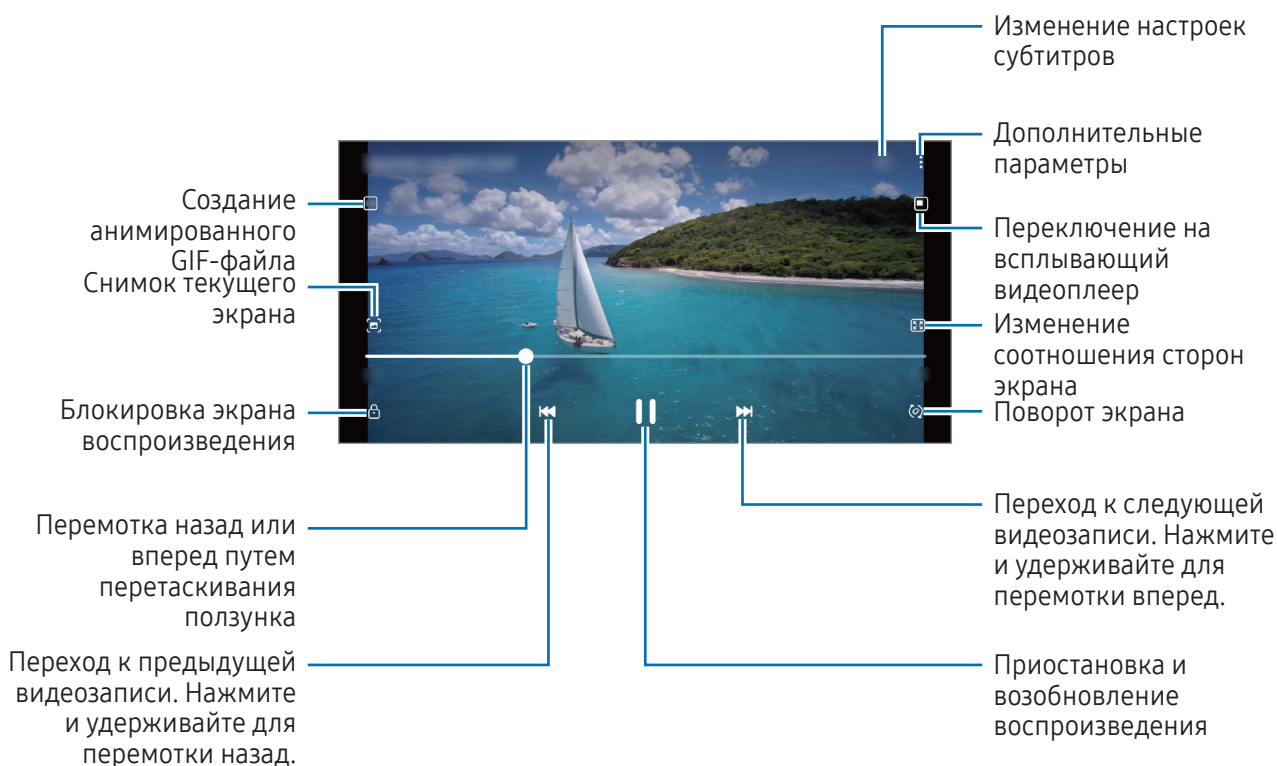 Изменение настроек
субтитров
Дополнительные
параметры
Создание
анимированного
GIF-файла
Переключение на
всплывающий
видеоплеер
Снимок текущего
экрана
Изменение
соотношения сторон
экрана
Блокировка экрана
воспроизведения
Поворот экрана
Перемотка назад или
вперед путем
перетаскивания
ползунка
Переход к следующей
видеозаписи. Нажмите
и удерживайте для
перемотки вперед.
Переход к предыдущей
видеозаписи. Нажмите
и удерживайте для
перемотки назад.
Приостановка и
возобновление
воспроизведения